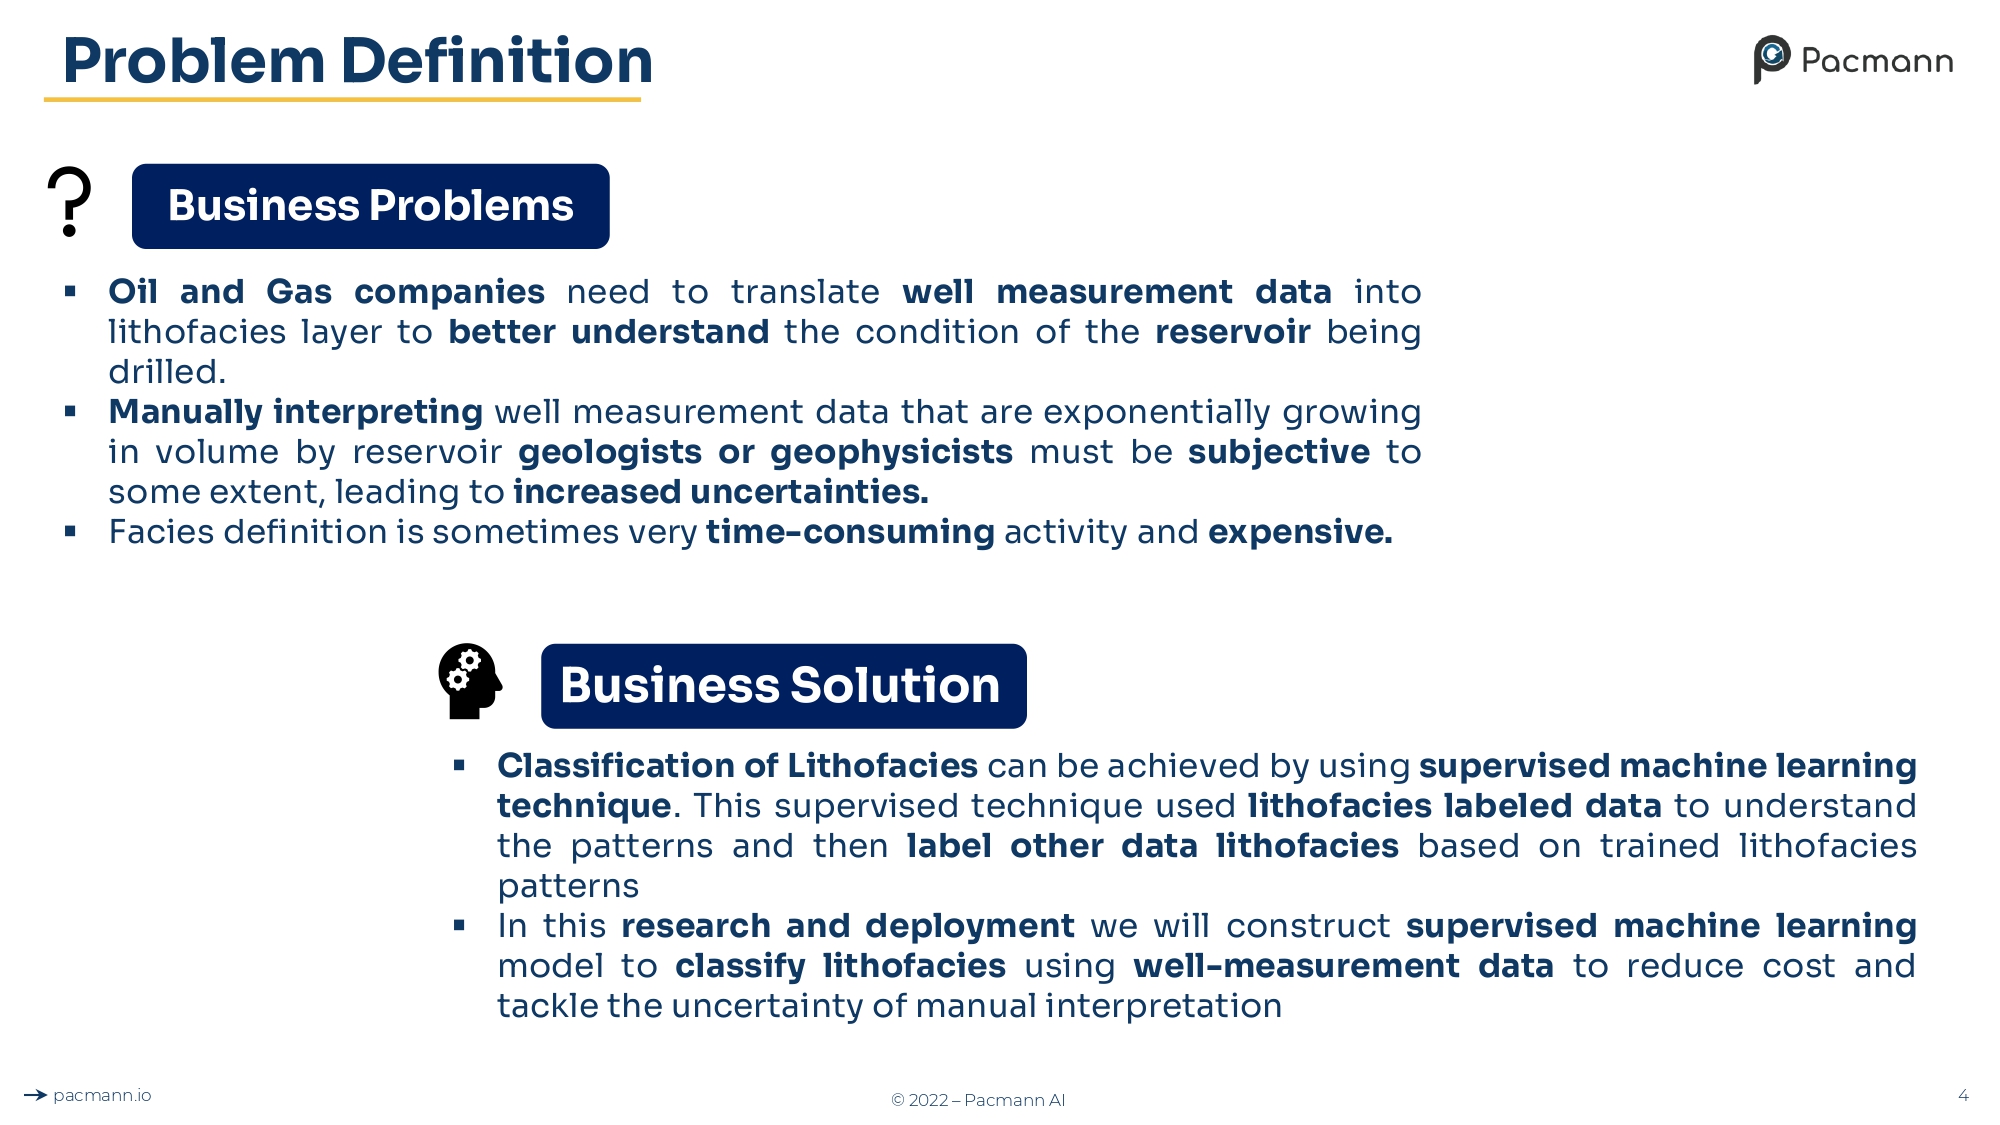 Problem Definition
Pacmann
?
Business Problems
▪ Oil and Gas companies need to translate well measurement data into
lithofacies layer to better understand the condition of the reservoir being
drilled.
▪ Manually interpreting well measurement data that are exponentially growing
in volume by reservoir geologists or geophysicists must be subjective to
some extent, leading to increased uncertainties.
▪ Facies definition is sometimes very time-consuming activity and expensive.
Business Solution
▪ Classification of Lithofacies can be achieved by using supervised machine learning
technique. This supervised technique used lithofacies labeled data to understand
the patterns and then label other data lithofacies based on trained lithofacies
patterns
▪ In this research and deployment we will construct supervised machine learning
model to classify lithofacies using well-measurement data to reduce cost and
tackle the uncertainty of manual interpretation
pacmann.io
© 2022 – Pacmann AI
4